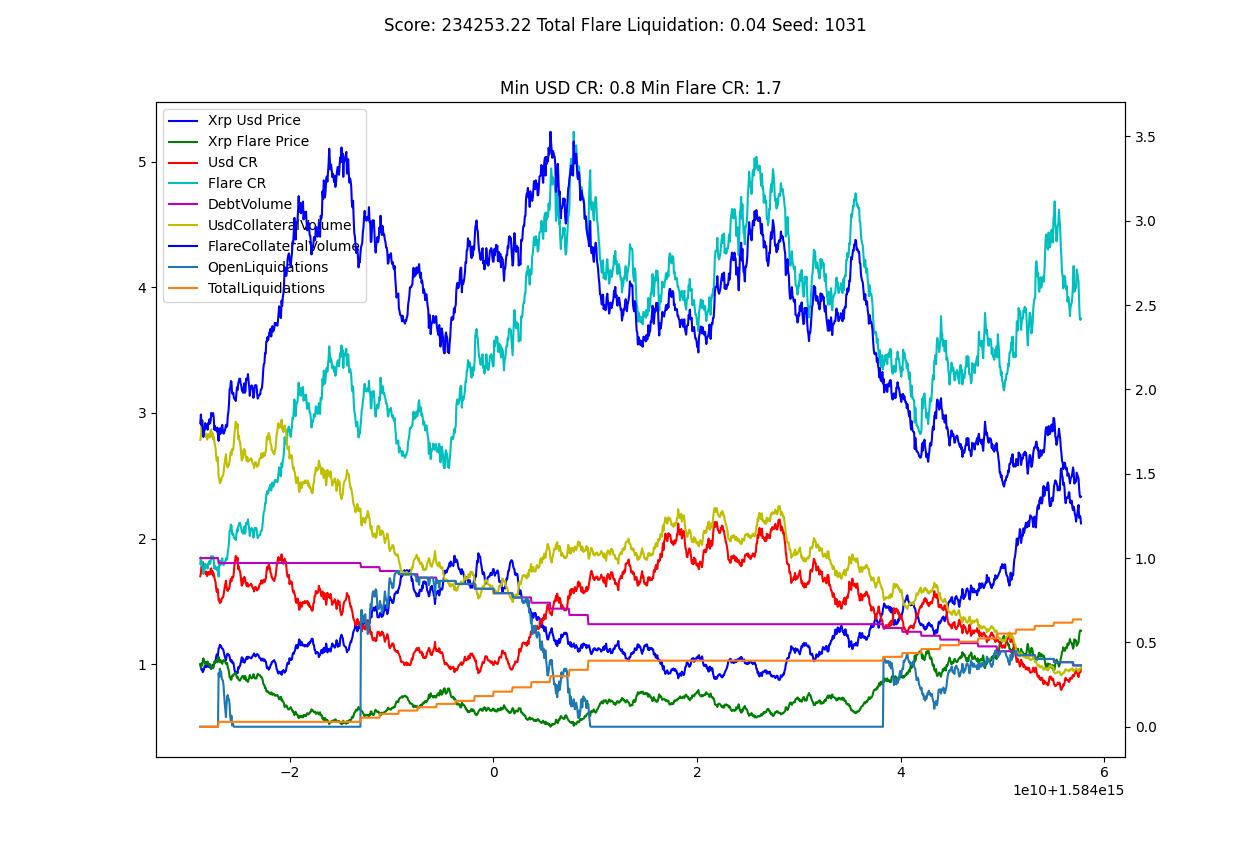 Score: 234253.22 Total Flare Liquidation: 0.04 Seed: 1031
Min USD CR: 0.8 Min Flare CR: 1.7
Xrp Usd Price
Xrp Flare Price
Usd CR
Flare CR
DebtVolume
UsdCollateralVolume
FlareCollateralVolume
OpenLiquidations
TotalLiquidations
5
4
3
2
1
3.5
3.0
2.5
2.0
1.5
1.0
0.5
0.0
−2
0
2
4
6
1e10+1.584e15